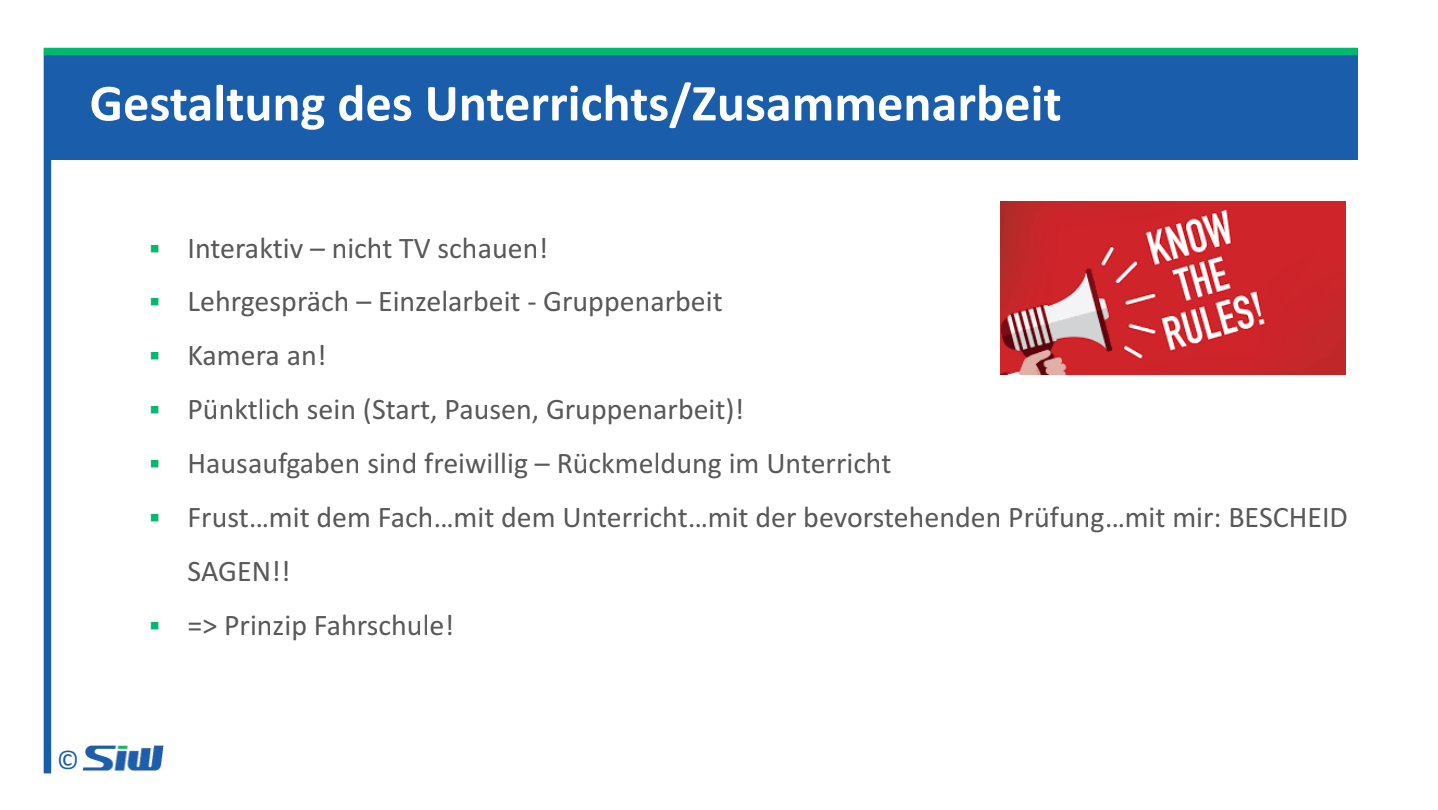 Gestaltung des Unterrichts/Zusammenarbeit
KNOW
THE
RULES!
▪ Interaktiv – nicht TV schauen!
▪ Lehrgespräch – Einzelarbeit - Gruppenarbeit
▪ Kamera an!
▪ Pünktlich sein (Start, Pausen, Gruppenarbeit)!
▪ Hausaufgaben sind freiwillig – Rückmeldung im Unterricht
▪ Frust…mit dem Fach…mit dem Unterricht…mit der bevorstehenden Prüfung…mit mir: BESCHEID
SAGEN!!
▪ => Prinzip Fahrschule!
© SiW